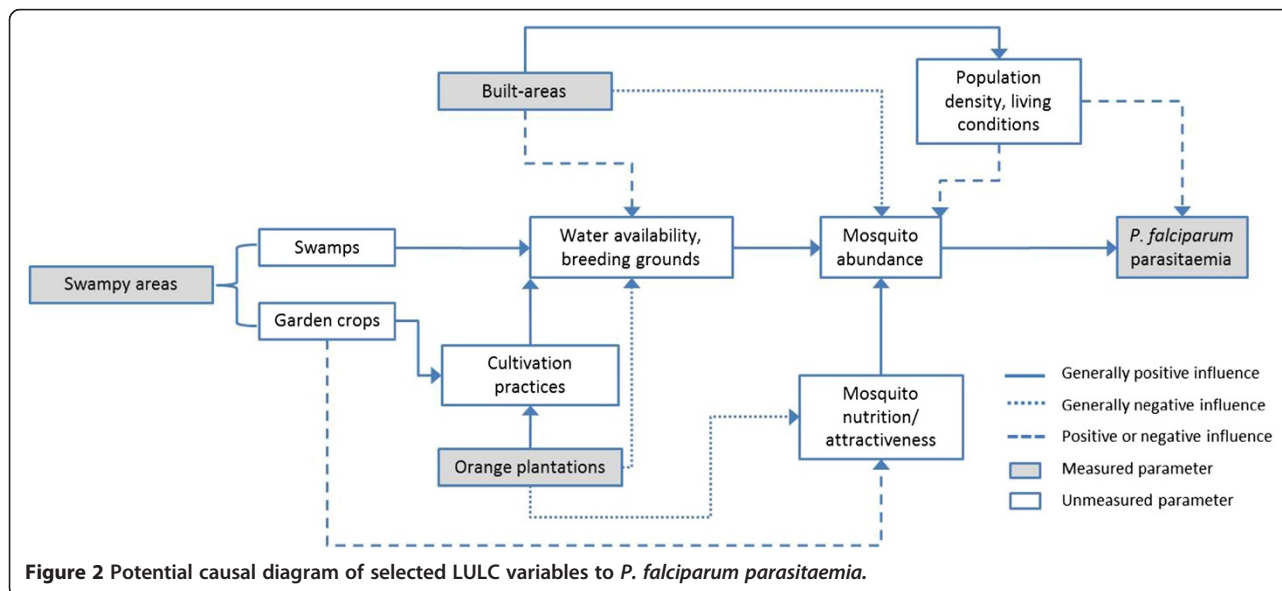 Built-areas
Population
density, living
conditions
Swamps
Water availability,
breeding grounds
Mosquito
abundance
P. falciparum
parasitaemia
Swampy areas
Garden crops
Cultivation
practices
Mosquito
nutrition/
attractiveness
Orange plantations
Generally positive influence
Generally negative influence
Positive or negative influence
Measured parameter
Unmeasured parameter
Figure 2 Potential causal diagram of selected LULC variables to P. falciparum parasitaemia.